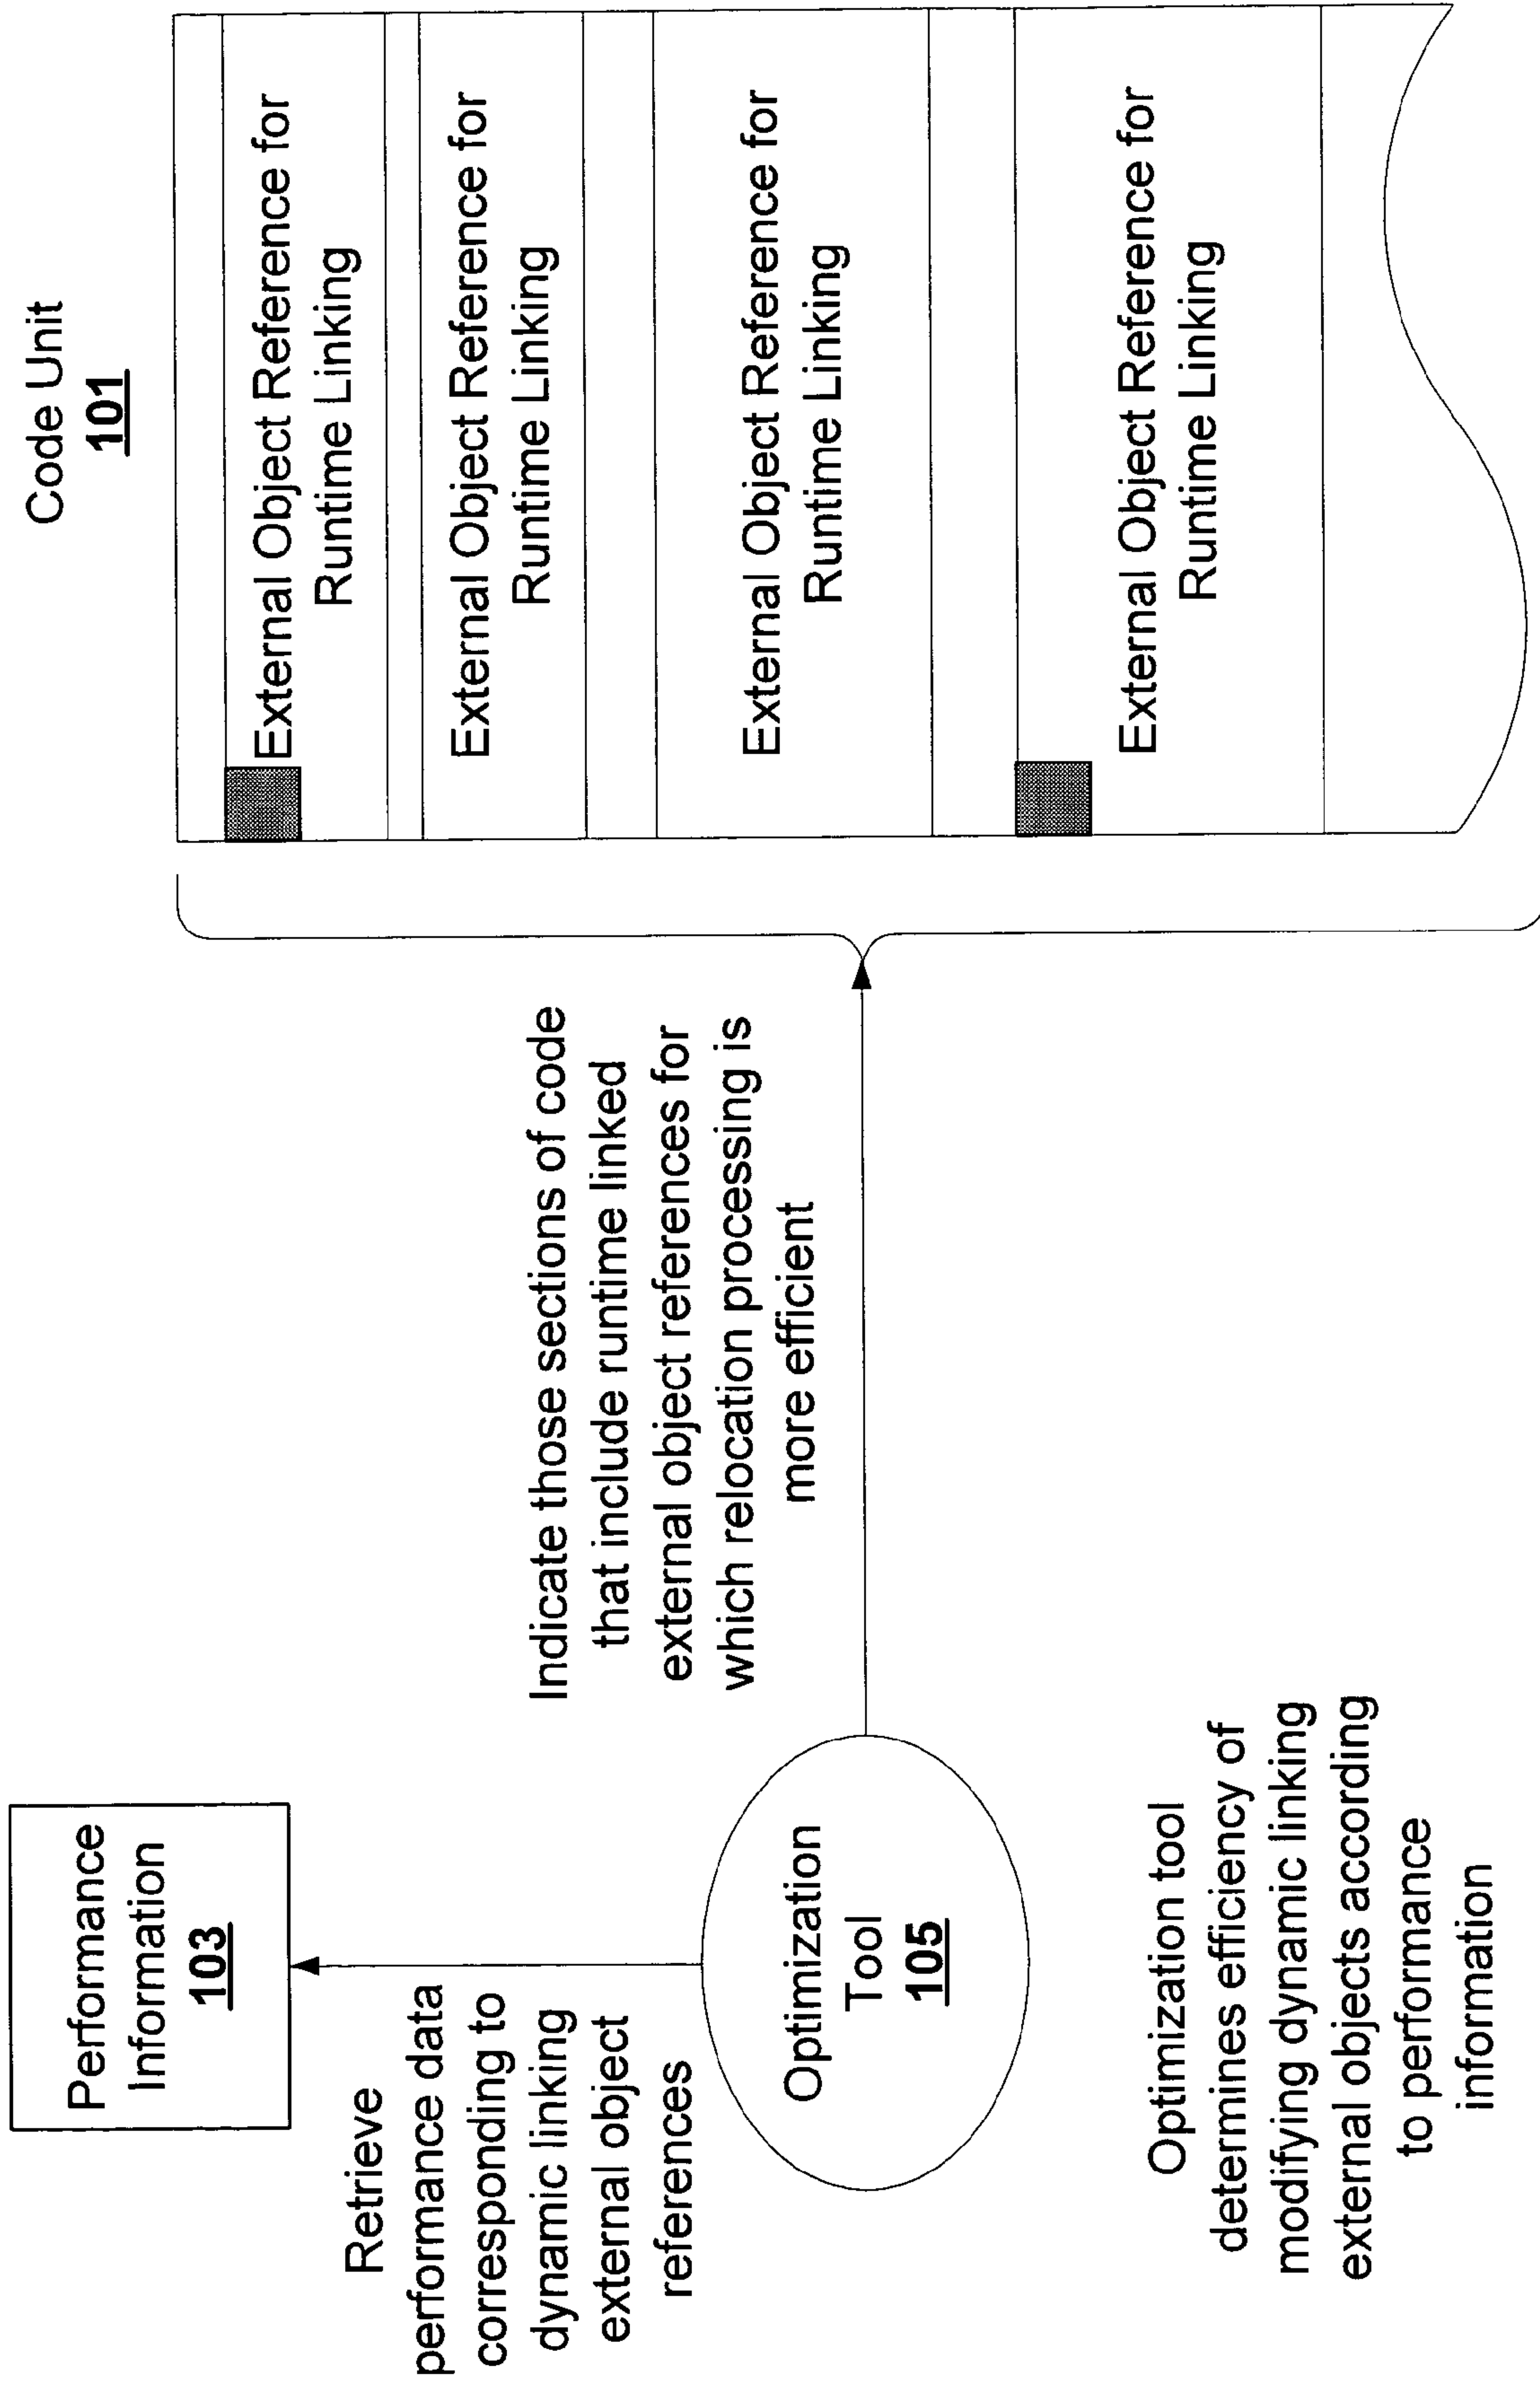 Performance
Information
103
Retrieve
performance data
corresponding to
dynamic linking
external object
references
Optimization
Tool
105
Optimization tool
determines efficiency of
modifying dynamic linking
external objects according
to performance
information
Indicate those sections of code
that include runtime linked
external object references for
which relocation processing is
more efficient
Code Unit
101
External Object Reference for
Runtime Linking
External Object Reference for
Runtime Linking
External Object Reference for
Runtime Linking
External Object Reference for
Runtime Linking